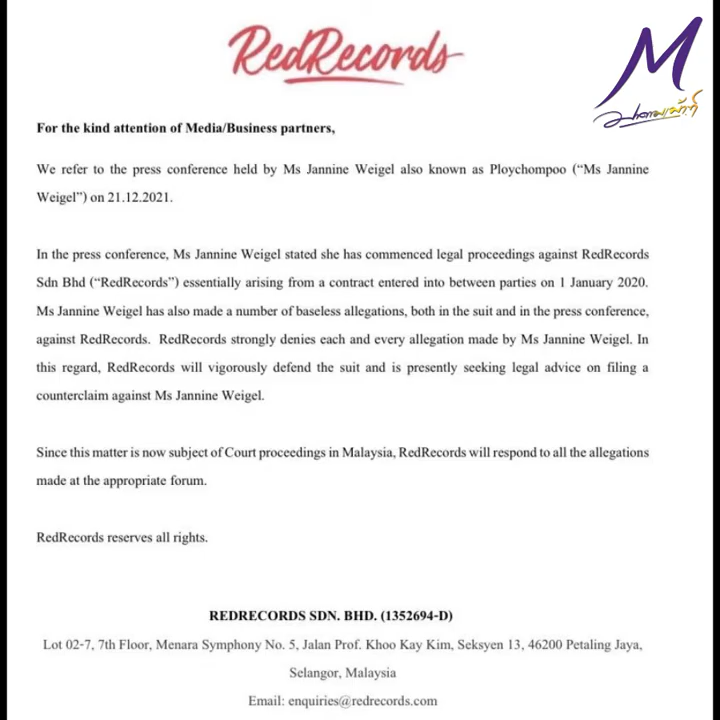 RedRecords
M
For the kind attention of Media/Business partners,
We refer to the press conference held by Ms Jannine Weigel also known as Ploychompoo (“Ms Jannine
Weigel”) on 21.12.2021.
In the press conference, Ms Jannine Weigel stated she has commenced legal proceedings against RedRecords
Sdn Bhd (“RedRecords”) essentially arising from a contract entered into between parties on 1 January 2020.
Ms Jannine Weigel has also made a number of baseless allegations, both in the suit and in the press conference,
against RedRecords. RedRecords strongly denies each and every allegation made by Ms Jannine Weigel. In
this regard, RedRecords will vigorously defend the suit and is presently seeking legal advice on filing a
counterclaim against Ms Jannine Weigel.
Since this matter is now subject of Court proceedings in Malaysia, RedRecords will respond to all the allegations
made at the appropriate forum.
RedRecords reserves all rights.
REDRECORDS SDN. BHD. (1352694-D)
Lot 02-7, 7th Floor, Menara Symphony No. 5, Jalan Prof. Khoo Kay Kim, Seksyen 13, 46200 Petaling Jaya,
Selangor, Malaysia
Email: enquiries@redrecords.com